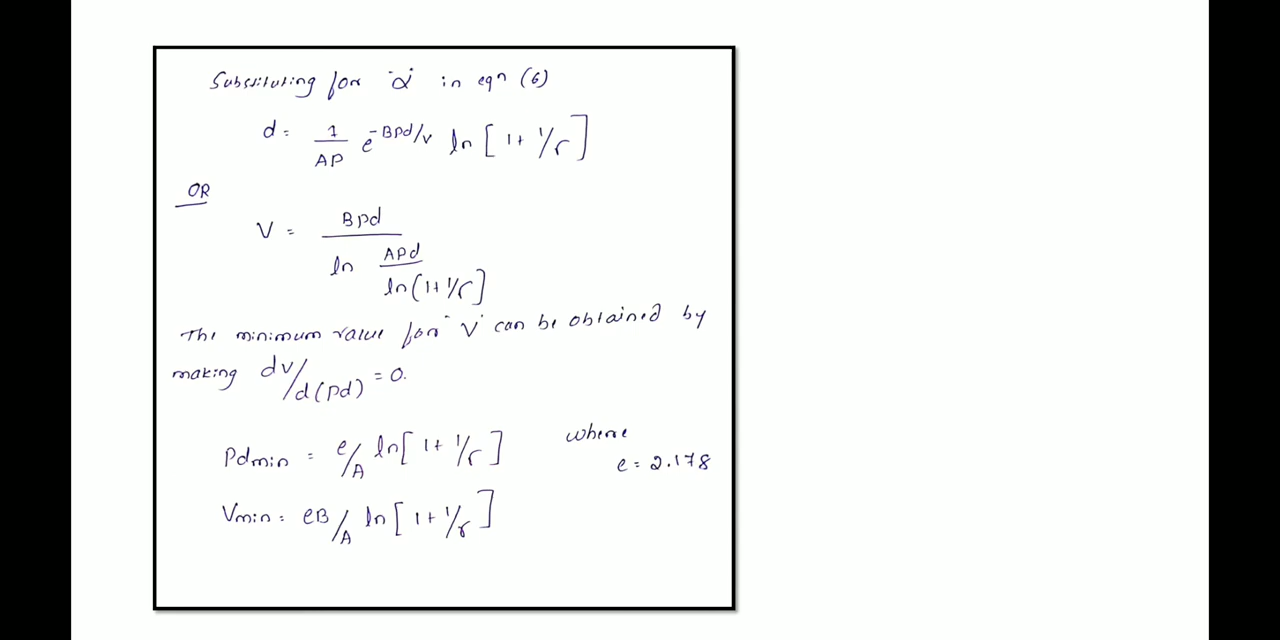 Substituting for 'α' in eqn (6)
d = 1/AP e^-Bpd/v ln [1+ 1/r]
OR
V = Bpd / ln APd / ln(1+ 1/r]
The minimum value for "V" can be obtained by
making dv/d(pd) = 0.
Pdmin = e/A ln[1+ 1/r] where
e = 2.178
Vmin = eB/A ln [1+ 1/r]